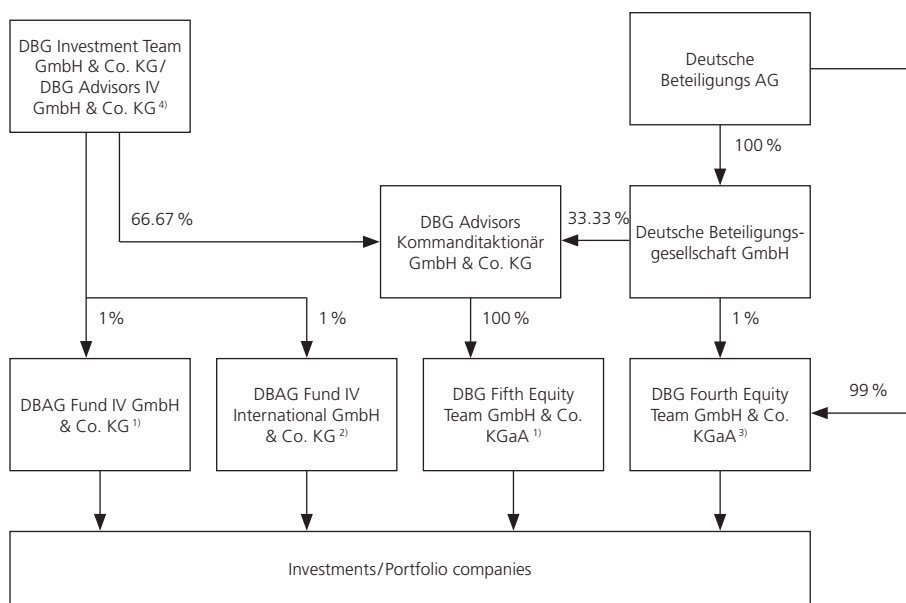 DBG Investment Team
GmbH & Co. KG/
DBG Advisors IV
GmbH & Co. KG 4)
Deutsche
Beteiligungs AG
100 %
66.67 %
DBG Advisors
Kommanditaktionär
GmbH & Co. KG
33.33 %
Deutsche Beteiligungs-
gesellschaft GmbH
1 %
1 %
100 %
1 %
DBAG Fund IV GmbH
& Co. KG 1)
DBAG Fund IV
International GmbH
& Co. KG 2)
DBG Fifth Equity
Team GmbH & Co.
KGaA 1)
DBG Fourth Equity
Team GmbH & Co.
KGaA 3)
99 %
Investments/Portfolio companies